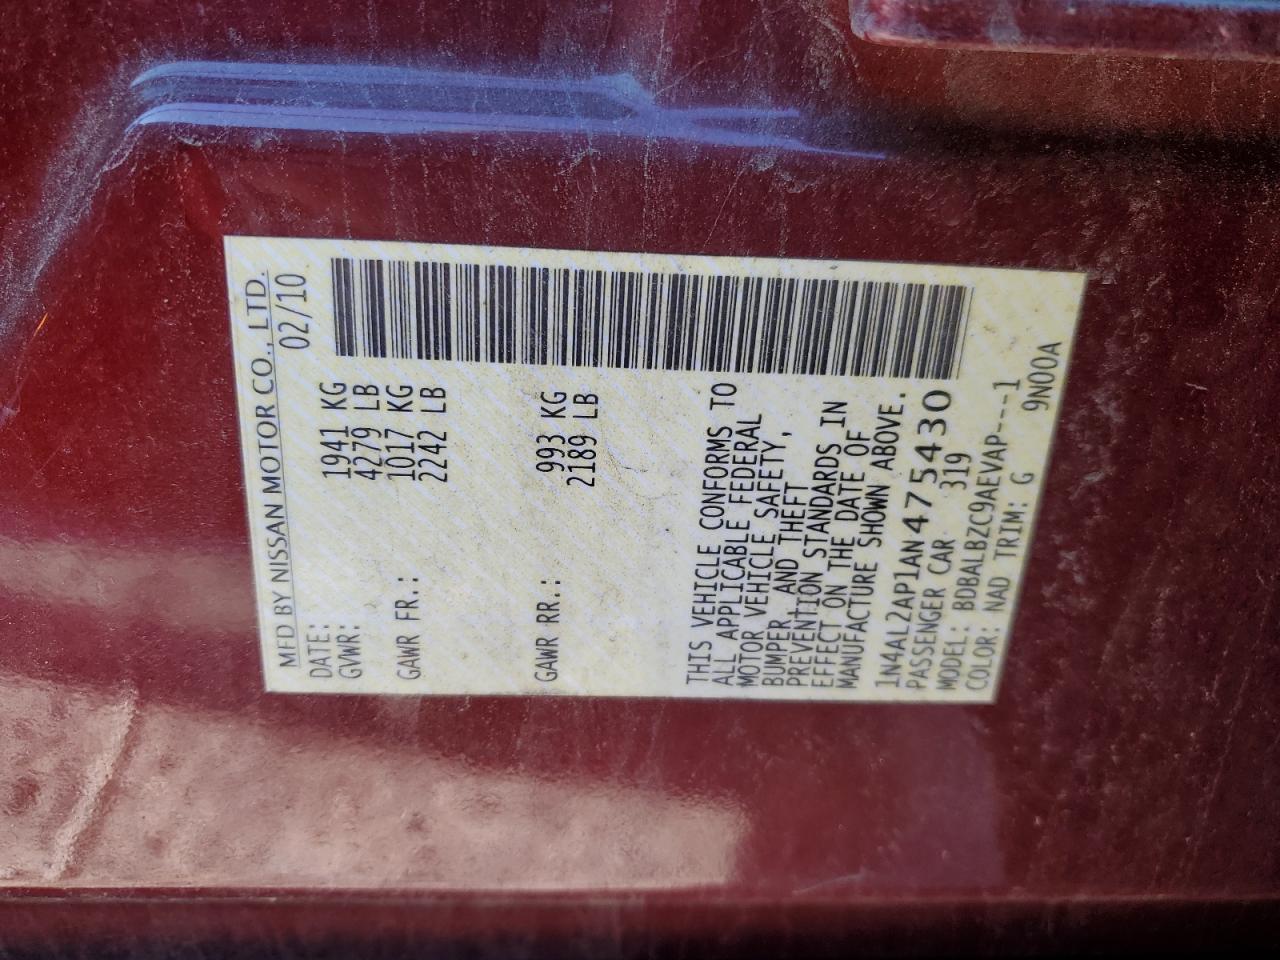 MFD BY NISSAN MOTOR CO., LTD.
DATE: 02/10
GVWR: 1941 KG
4279 LB
GAWR FR.: 1017 KG
2242 LB
GAWR RR.: 993 KG
2189 LB
THIS VEHICLE CONFORMS TO
ALL APPLICABLE FEDERAL
MOTOR VEHICLE SAFETY,
BUMPER, AND THEFT
PREVENTION STANDARDS IN
EFFECT ON THE DATE OF
MANUFACTURE SHOWN ABOVE.
1N4AL2AP1AN475430
PASSENGER CAR 319
MODEL: BDBALBZC9AEVAP---1
COLOR: NAD TRIM: G 9N00A